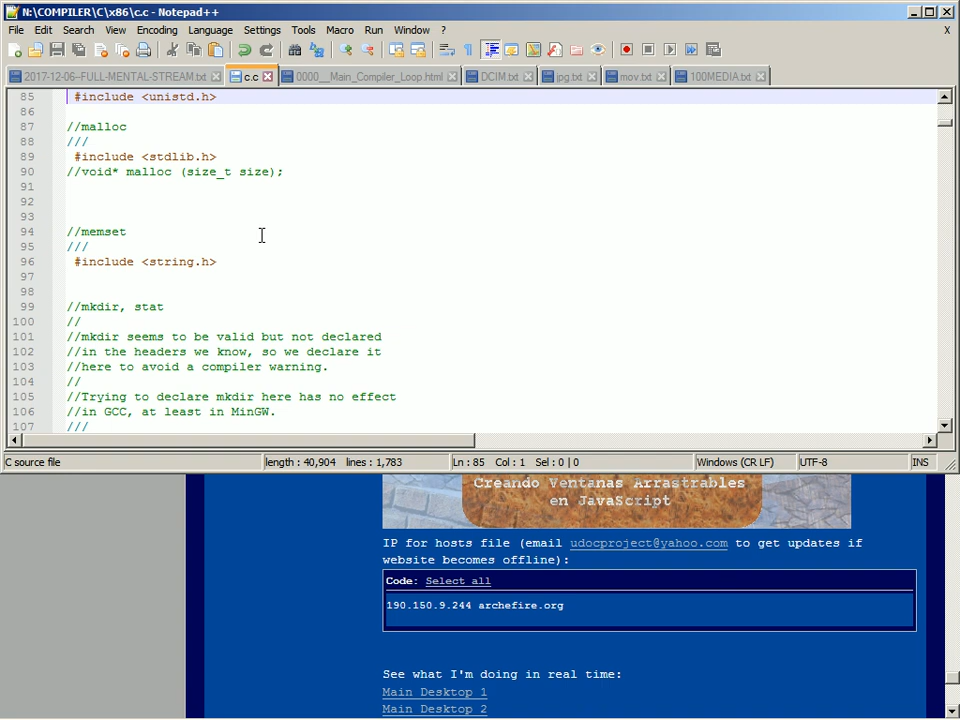 N:\COMPILER\C\x86\c.c - Notepad++
File Edit Search View Encoding Language Settings Tools Macro Run Window ? X
2017-12-06--FULL-MENTAL-STREAM.txt c.c 0000__Main_Compiler_Loop.html DCIM.txt jpg.txt mov.txt 100MEDIA.txt
85 #include <unistd.h>
86
87 //malloc
88 ///
89 #include <stdlib.h>
90 //void* malloc (size_t size);
91
92
93
94 //memset
95 ///
96 #include <string.h>
97
98
99 //mkdir, stat
100 //
101 //mkdir seems to be valid but not declared
102 //in the headers we know, so we declare it
103 //here to avoid a compiler warning.
104 //
105 //Trying to declare mkdir here has no effect
106 //in GCC, at least in MinGW.
107 ///
C source file length : 40,904 lines : 1,783 Ln : 85 Col : 1 Sel : 0 | 0 Windows (CR LF) UTF-8 INS
Creando Ventanas Arrastrables
en JavaScript
IP for hosts file (email udocproject@yahoo.com to get updates if
website becomes offline):
Code: Select all
190.150.9.244 archefire.org
See what I'm doing in real time:
Main Desktop 1
Main Desktop 2